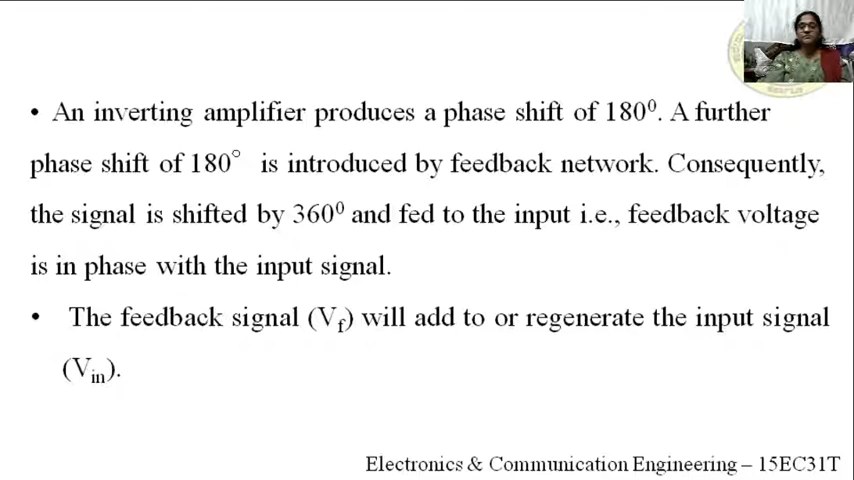 • An inverting amplifier produces a phase shift of 180⁰. A further
phase shift of 180° is introduced by feedback network. Consequently,
the signal is shifted by 360⁰ and fed to the input i.e., feedback voltage
is in phase with the input signal.
• The feedback signal (Vf) will add to or regenerate the input signal
(Vin).
Electronics & Communication Engineering – 15EC31T